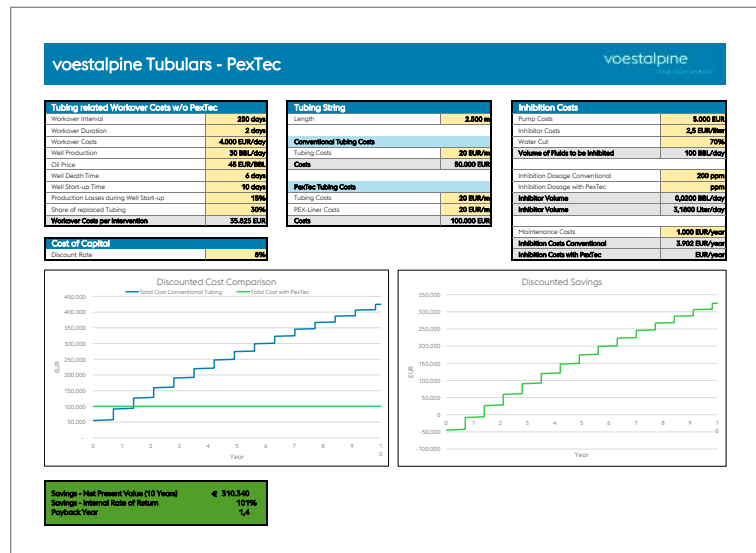 voestalpine Tubulars - PexTec
voestalpine
Tubing related Workover Costs w/o PexTec
Workover Interval 250 days
Workover Duration 2 days
Workover Costs 4.000 EUR/day
Well Production 30 BBL/day
Oil Price 45 EUR/BBL
Well Death Time 6 days
Well Start-up Time 10 days
Production Losses during Well Start-up 15%
Share of replaced Tubing 30%
Workover Costs per Intervention 35.825 EUR
Cost of Capital
Discount Rate 8%
Tubing String
Length 2.500 m
Conventional Tubing Costs
Tubing Costs 20 EUR/m
Costs 50.000 EUR
PexTec Tubing Costs
Tubing Costs 20 EUR/m
PEX-Liner Costs 20 EUR/m
Costs 100.000 EUR
Inhibition Costs
Pump Costs 5.000 EUR
Inhibitor Costs 2,5 EUR/liter
Water Cut 70%
Volume of Fluids to be Inhibited 100 BBL/day
Inhibition Dosage Conventional 200 ppm
Inhibition Dosage with PexTec ppm
Inhibitor Volume 0,0200 BBL/day
Inhibitor Volume 3,1800 Liter/day
Maintenance Costs 1.000 EUR/year
Inhibition Costs Conventional 3.902 EUR/year
Inhibition Costs with PexTec EUR/year
Discounted Cost Comparison
Total Cost Conventional Tubing Total Cost with PexTec
450.000
400.000
350.000
300.000
250.000
200.000
150.000
100.000
50.000
-
EUR
0 1 2 3 4 5 6 7 8 9 10
Year
Discounted Savings
350.000
300.000
250.000
200.000
150.000
100.000
50.000
0
-50.000
-100.000
EUR
0 1 2 3 4 5 6 7 8 9 10
Year
Savings - Net Present Value (10 Years) € 310.340
Savings - Internal Rate of Return 101%
Payback Year 1,4